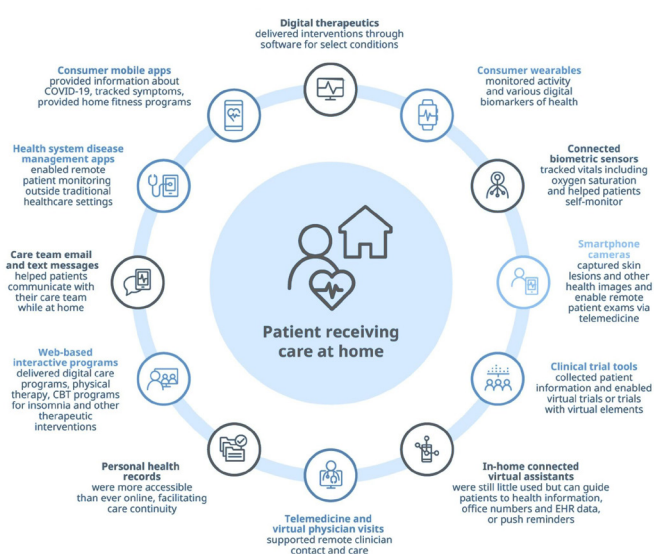 Digital therapeutics
delivered interventions through
software for select conditions
Consumer wearables
monitored activity
and various digital
biomarkers of health
Connected
biometric sensors
tracked vitals including
oxygen saturation
and helped patients
self-monitor
Smartphone
cameras
captured skin
lesions and other
health images and
enable remote
patient exams via
telemedicine
Clinical trial tools
collected patient
information and enabled
virtual trials or trials
with virtual elements
In-home connected
virtual assistants
were still little used but can guide
patients to health information,
office numbers and EHR data,
or push reminders
Telemedicine and
virtual physician visits
supported remote clinician
contact and care
Personal health
records
were more accessible
than ever online, facilitating
care continuity
Web-based
interactive programs
delivered digital care
programs, physical
therapy, CBT programs
for insomnia and other
therapeutic
interventions
Care team email
and text messages
helped patients
communicate with
their care team
while at home
Health system disease
management apps
enabled remote
patient monitoring
outside traditional
healthcare settings
Consumer mobile apps
provided information about
COVID-19, tracked symptoms,
provided home fitness programs
Patient receiving
care at home